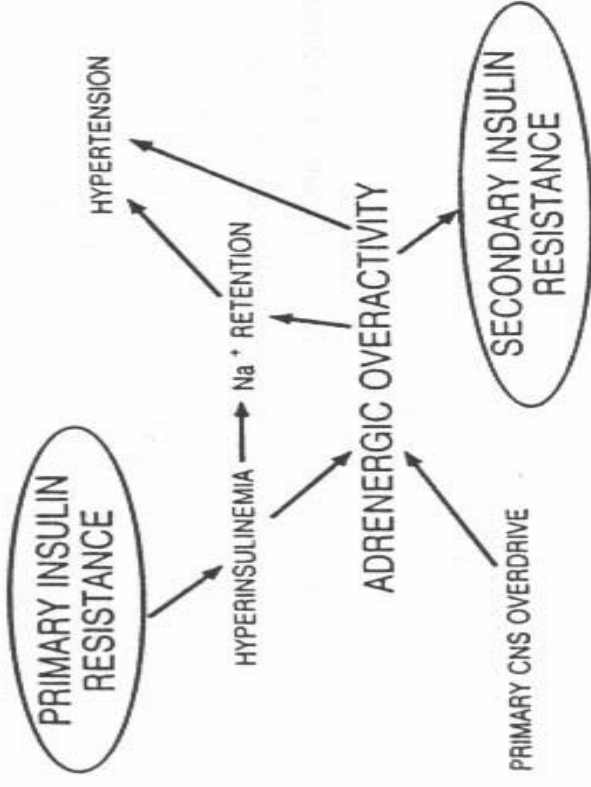 PRIMARY INSULIN
RESISTANCE
HYPERTENSION
HYPERINSULINEMIA
Na⁺ RETENTION
ADRENERGIC OVERACTIVITY
PRIMARY CNS OVERDRIVE
SECONDARY INSULIN
RESISTANCE